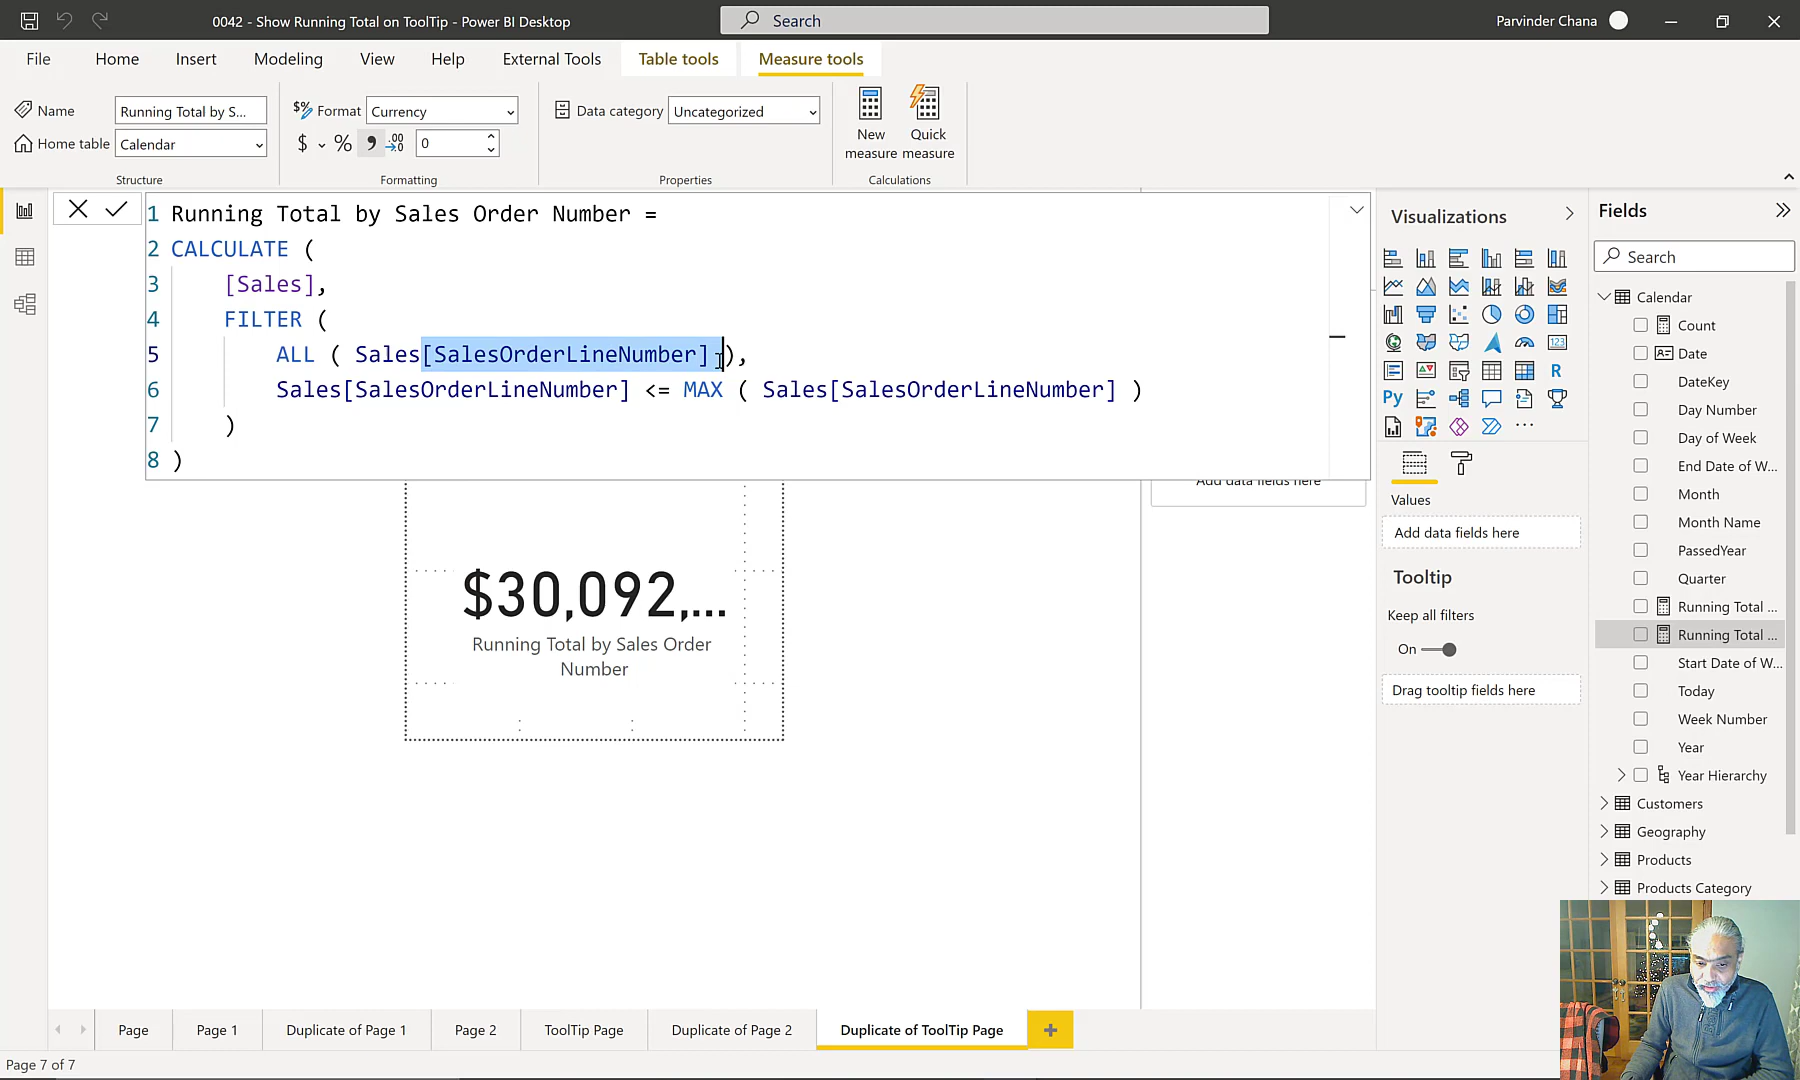 0042 - Show Running Total on ToolTip - Power BI Desktop
Search
Parvinder Chana
File
Home
Insert
Modeling
View
Help
External Tools
Table tools
Measure tools
Name
Running Total by S...
Home table
Calendar
Structure
Format
Currency
$
%
0
Formatting
Data category
Uncategorized
Properties
New
measure
Quick
measure
Calculations
1 Running Total by Sales Order Number =
2 CALCULATE (
3 [Sales],
4 FILTER (
5 ALL ( Sales[SalesOrderLineNumber] ),
6 Sales[SalesOrderLineNumber] <= MAX ( Sales[SalesOrderLineNumber] )
7 )
8 )
$30,092,...
Running Total by Sales Order
Number
Add data fields here
Visualizations
R
Py
123
Values
Add data fields here
Tooltip
Keep all filters
On
Drag tooltip fields here
Fields
Search
Calendar
Count
Date
DateKey
Day Number
Day of Week
End Date of W...
Month
Month Name
PassedYear
Quarter
Running Total ...
Running Total ...
Start Date of W...
Today
Week Number
Year
Year Hierarchy
Customers
Geography
Products
Products Category
Page
Page 1
Duplicate of Page 1
Page 2
ToolTip Page
Duplicate of Page 2
Duplicate of ToolTip Page
Page 7 of 7